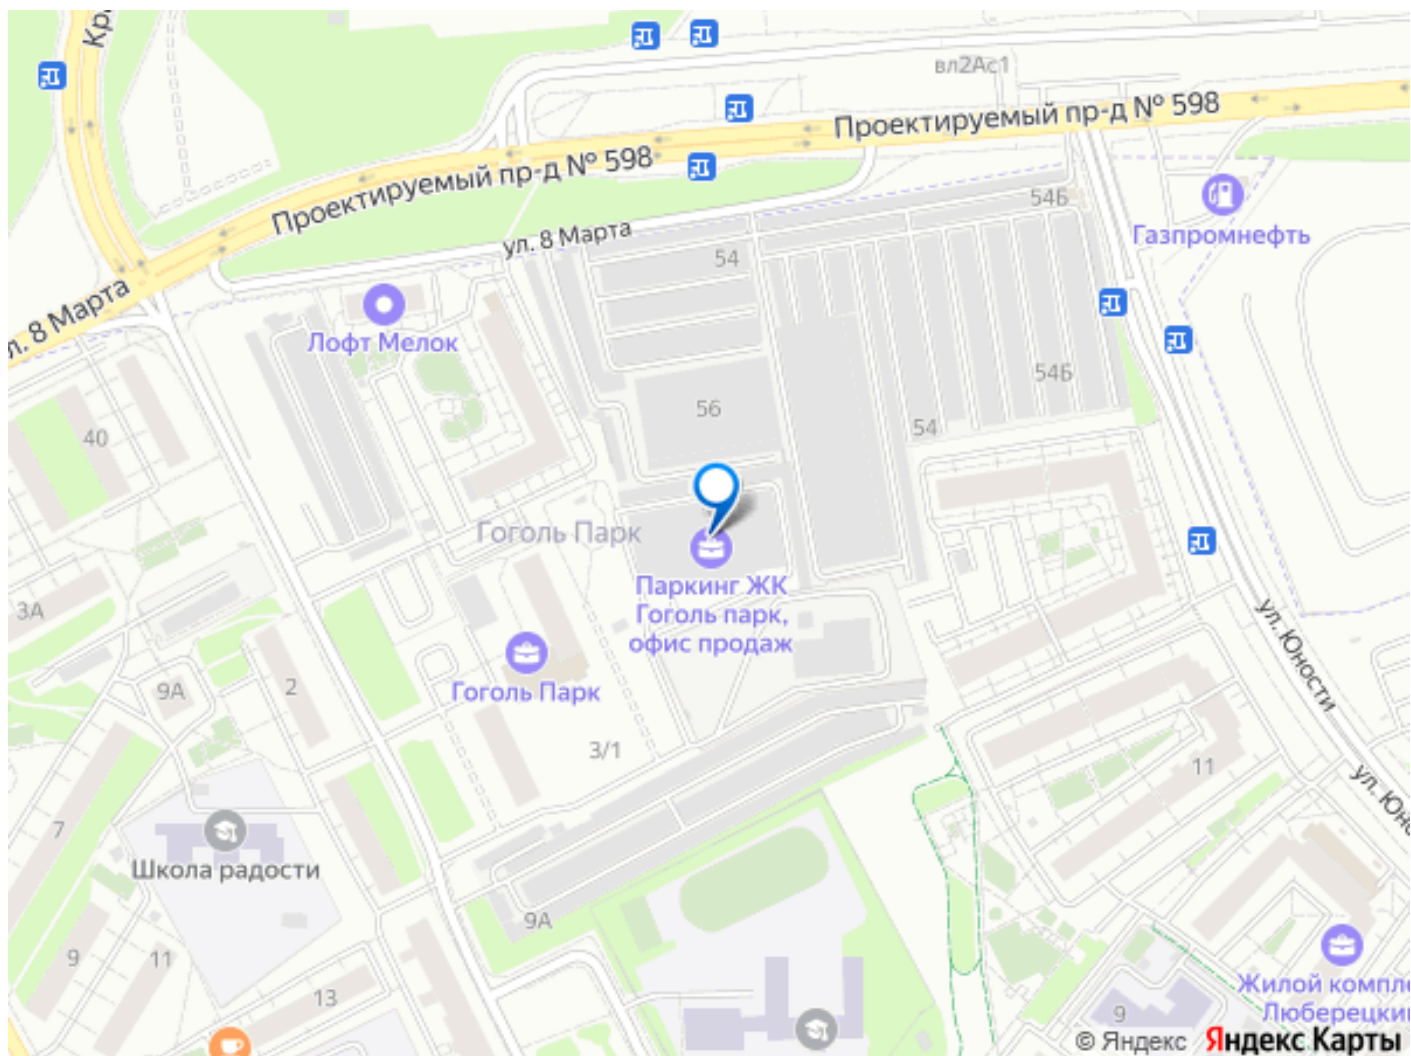 Кр
вл2Ас1
Проектируемый пр-д № 598
Проектируемый пр-д № 598
54Б
Газпромнефть
ул. 8 Марта
54
л. 8 Марта
Лофт Мелок
54Б
56
40
54
Гоголь Парк
Паркинг ЖК
Гоголь парк,
офис продаж
3А
ул. Юности
9А
2
Гоголь Парк
3/1
11
ул. Юнос
7
Школа радости
9А
9
11
13
Жилой компле
Люберецкий
9
© Яндекс Яндекс Карты